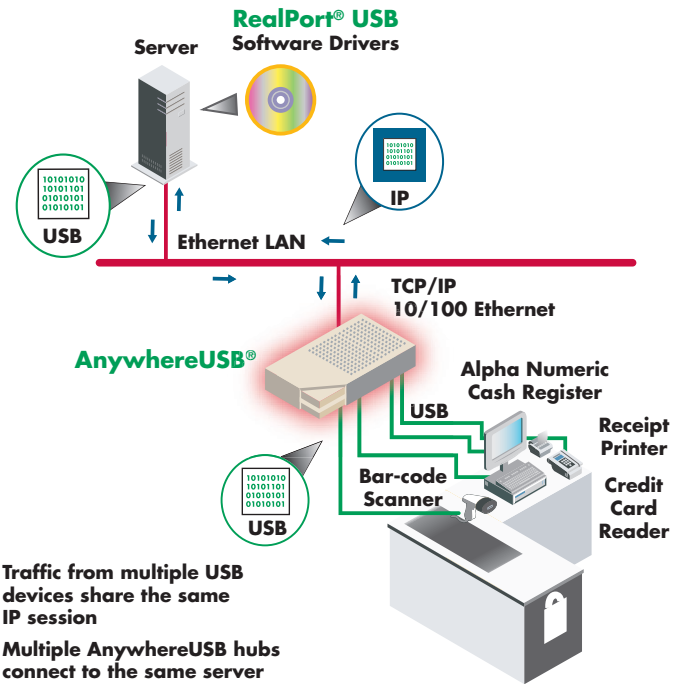 RealPort® USB
Software Drivers
Server
10101010
10101101
01010101
01010101
USB
10101010
10101101
01010101
01010101
IP
Ethernet LAN
TCP/IP
10/100 Ethernet
AnywhereUSB®
Alpha Numeric
Cash Register
USB
Receipt
Printer
Bar-code
Scanner
Credit
Card
Reader
10101010
10101101
01010101
01010101
USB
Traffic from multiple USB
devices share the same
IP session
Multiple AnywhereUSB hubs
connect to the same server